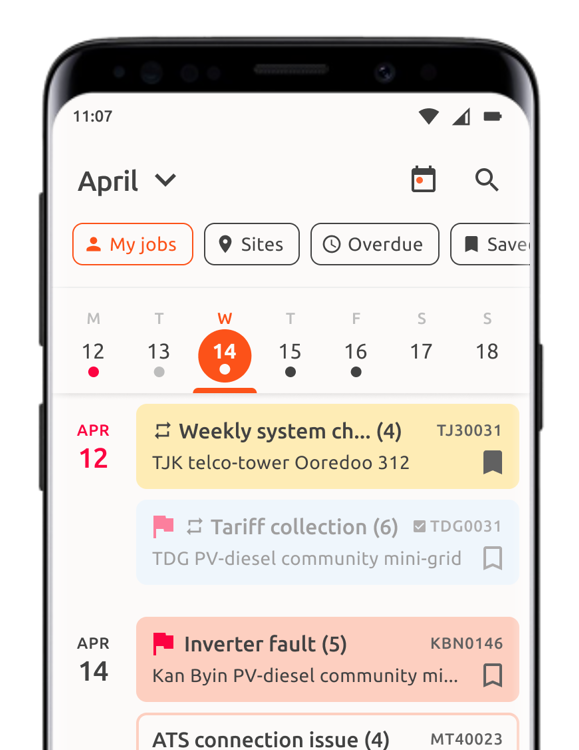 11:07
April
My jobs Sites Overdue Save
M T W T F S S
12 13 14 15 16 17 18
APR
12
Weekly system ch... (4) TJ30031
TJK telco-tower Ooredoo 312
Tariff collection (6) TDG0031
TDG PV-diesel community mini-grid
APR
14
Inverter fault (5) KBN0146
Kan Byin PV-diesel community mi...
ATS connection issue (4) MT40023